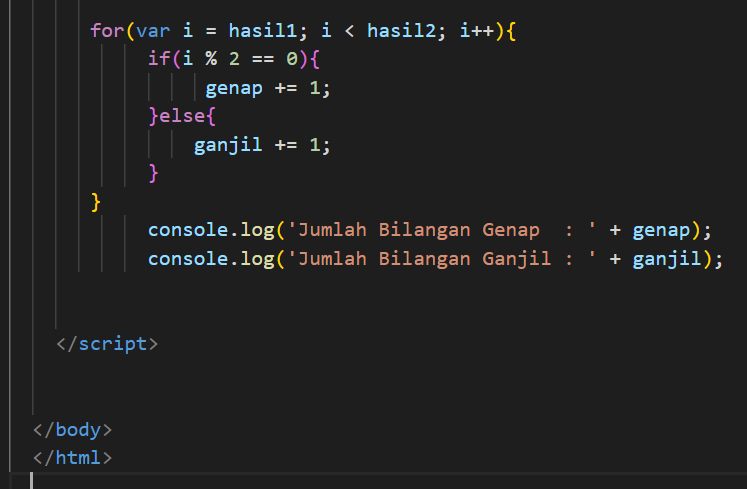 for(var i = hasil1; i < hasil2; i++){
if(i % 2 == 0){
genap += 1;
}else{
ganjil += 1;
}
}
console.log('Jumlah Bilangan Genap  : ' + genap);
console.log('Jumlah Bilangan Ganjil : ' + ganjil);
</script>
</body>
</html>